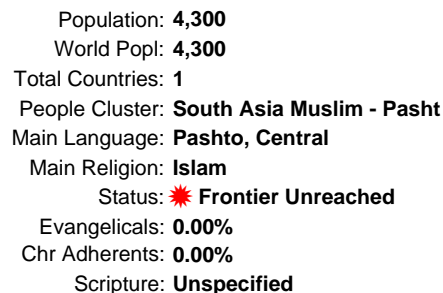 Population: 4,300
World Popl: 4,300
Total Countries: 1
People Cluster: South Asia Muslim - Pasht
Main Language: Pashto, Central
Main Religion: Islam
Status: Frontier Unreached
Evangelicals: 0.00%
Chr Adherents: 0.00%
Scripture: Unspecified